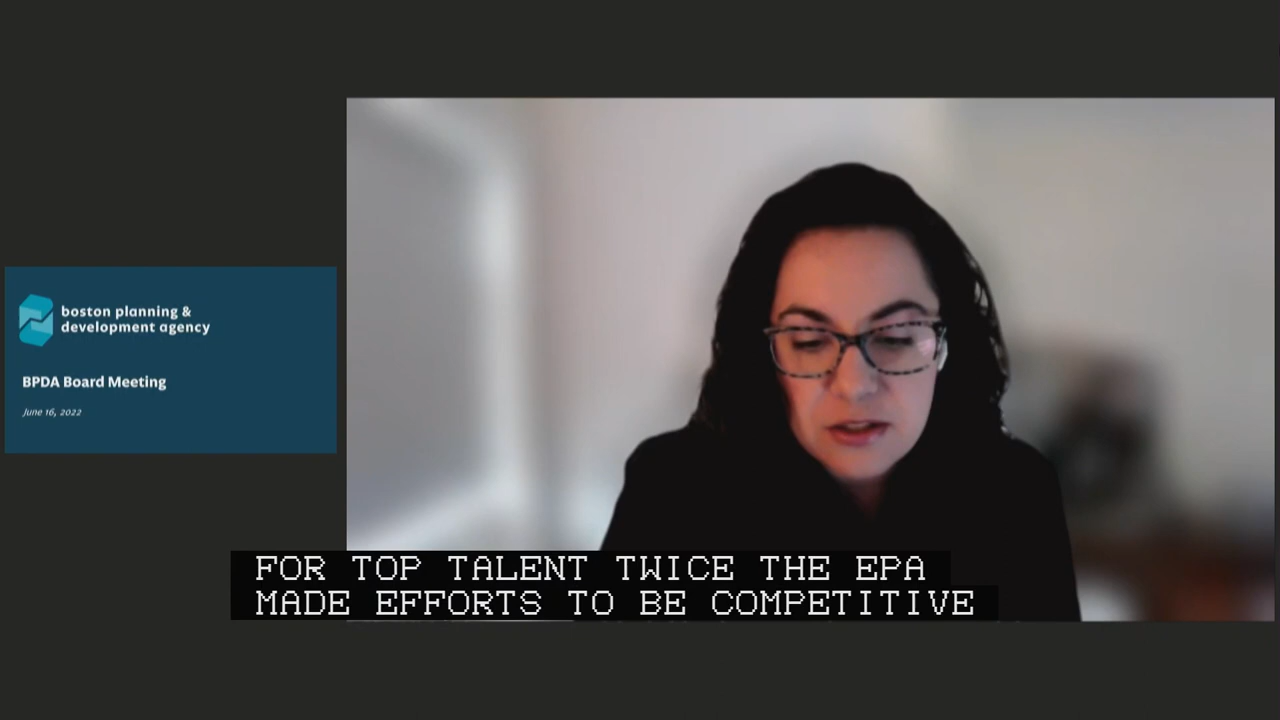 boston planning &
development agency
BPDA Board Meeting
June 16, 2022
FOR TOP TALENT TWICE THE EPA
MADE EFFORTS TO BE COMPETITIVE